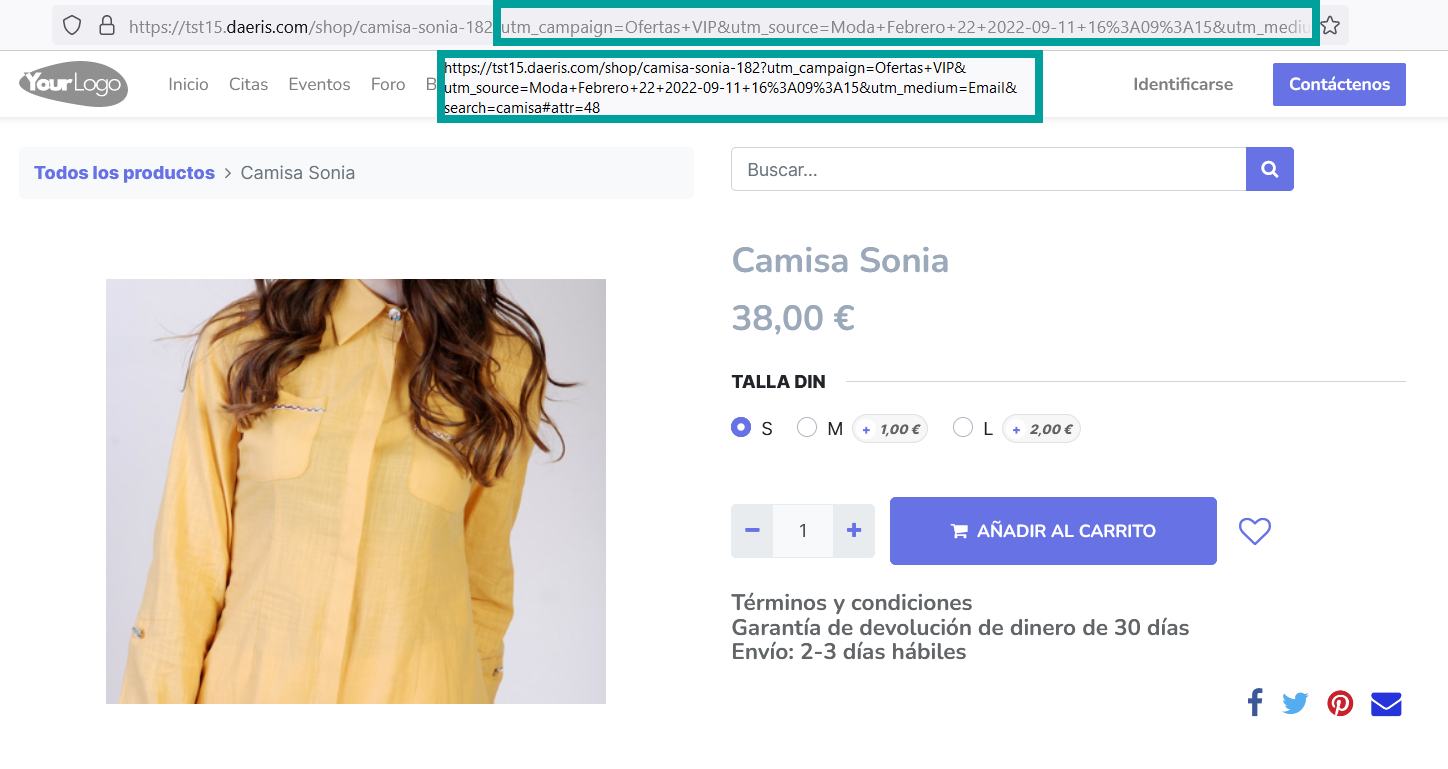 https://tst15.daeris.com/shop/camisa-sonia-182 utm_campaign=Ofertas+VIP&utm_source=Moda+Febrero+22+2022-09-11+16%3A09%3A15&utm_mediu
YourLogo
Inicio Citas Eventos Foro B
https://tst15.daeris.com/shop/camisa-sonia-182?utm_campaign=Ofertas+VIP&
utm_source=Moda+Febrero+22+2022-09-11+16%3A09%3A15&utm_medium=Email&
search=camisa#attr=48
Identificarse Contáctenos
Todos los productos > Camisa Sonia
Buscar...
Camisa Sonia
38,00 €
TALLA DIN
S M + 1,00 € L + 2,00 €
− 1 + AÑADIR AL CARRITO
Términos y condiciones
Garantía de devolución de dinero de 30 días
Envío: 2-3 días hábiles